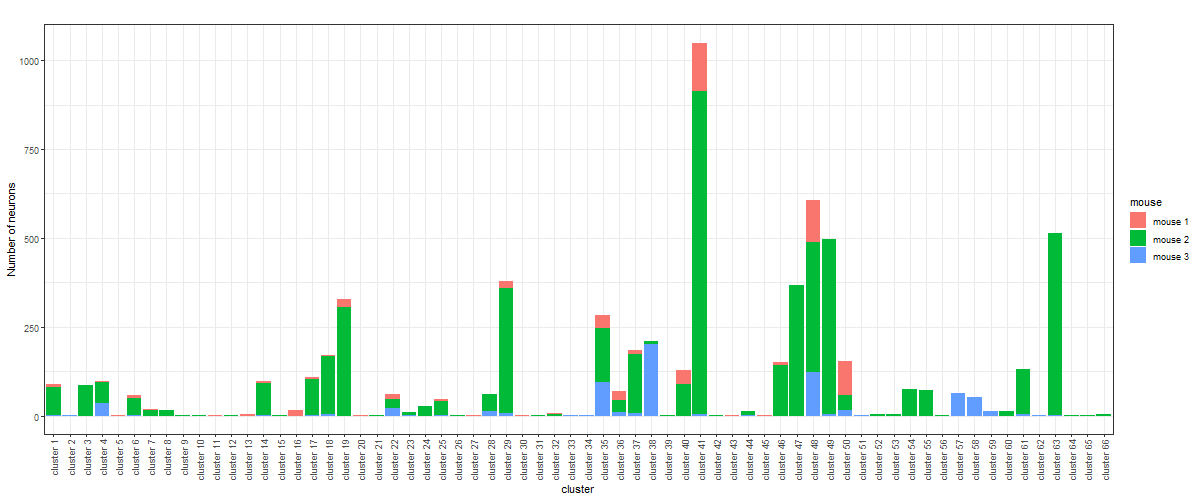 Number of neurons
1000
750
500
250
0
cluster 1
cluster 2
cluster 3
cluster 4
cluster 5
cluster 6
cluster 7
cluster 8
cluster 9
cluster 10
cluster 11
cluster 12
cluster 13
cluster 14
cluster 15
cluster 16
cluster 17
cluster 18
cluster 19
cluster 20
cluster 21
cluster 22
cluster 23
cluster 24
cluster 25
cluster 26
cluster 27
cluster 28
cluster 29
cluster 30
cluster 31
cluster 32
cluster 33
cluster 34
cluster 35
cluster 36
cluster 37
cluster 38
cluster 39
cluster 40
cluster 41
cluster 42
cluster 43
cluster 44
cluster 45
cluster 46
cluster 47
cluster 48
cluster 49
cluster 50
cluster 51
cluster 52
cluster 53
cluster 54
cluster 55
cluster 56
cluster 57
cluster 58
cluster 59
cluster 60
cluster 61
cluster 62
cluster 63
cluster 64
cluster 65
cluster 66
cluster
mouse
mouse 1
mouse 2
mouse 3